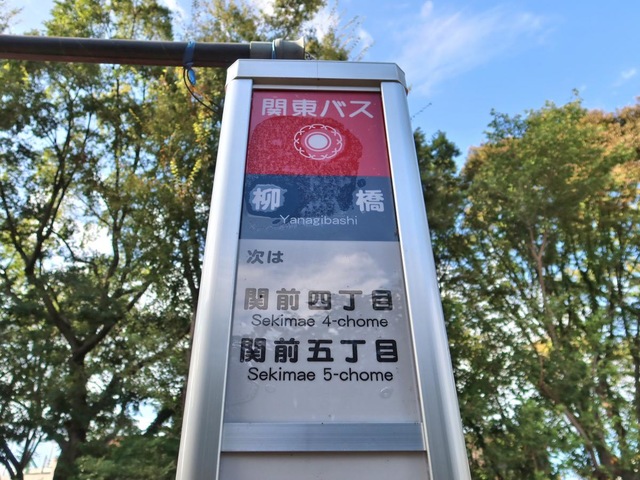 関東バス
柳橋
Yanagibashi
次は
関前四丁目
Sekimae 4-chome
関前五丁目
Sekimae 5-chome